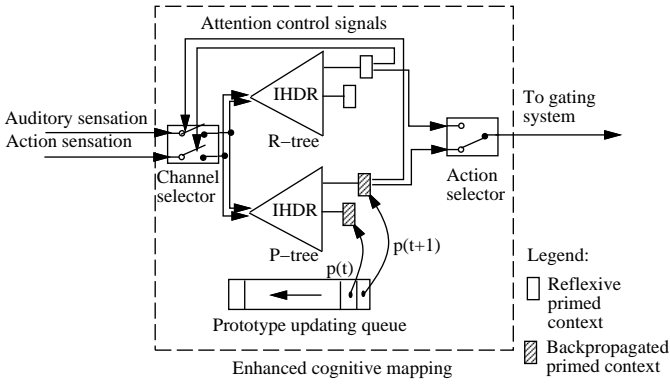 Attention control signals
Auditory sensation
Action sensation
Channel
selector
IHDR
R−tree
IHDR
P−tree
To gating
system
Action
selector
p(t)
p(t+1)
Prototype updating queue
Enhanced cognitive mapping
Legend:
Reflexive
primed
context
Backpropagated
primed context